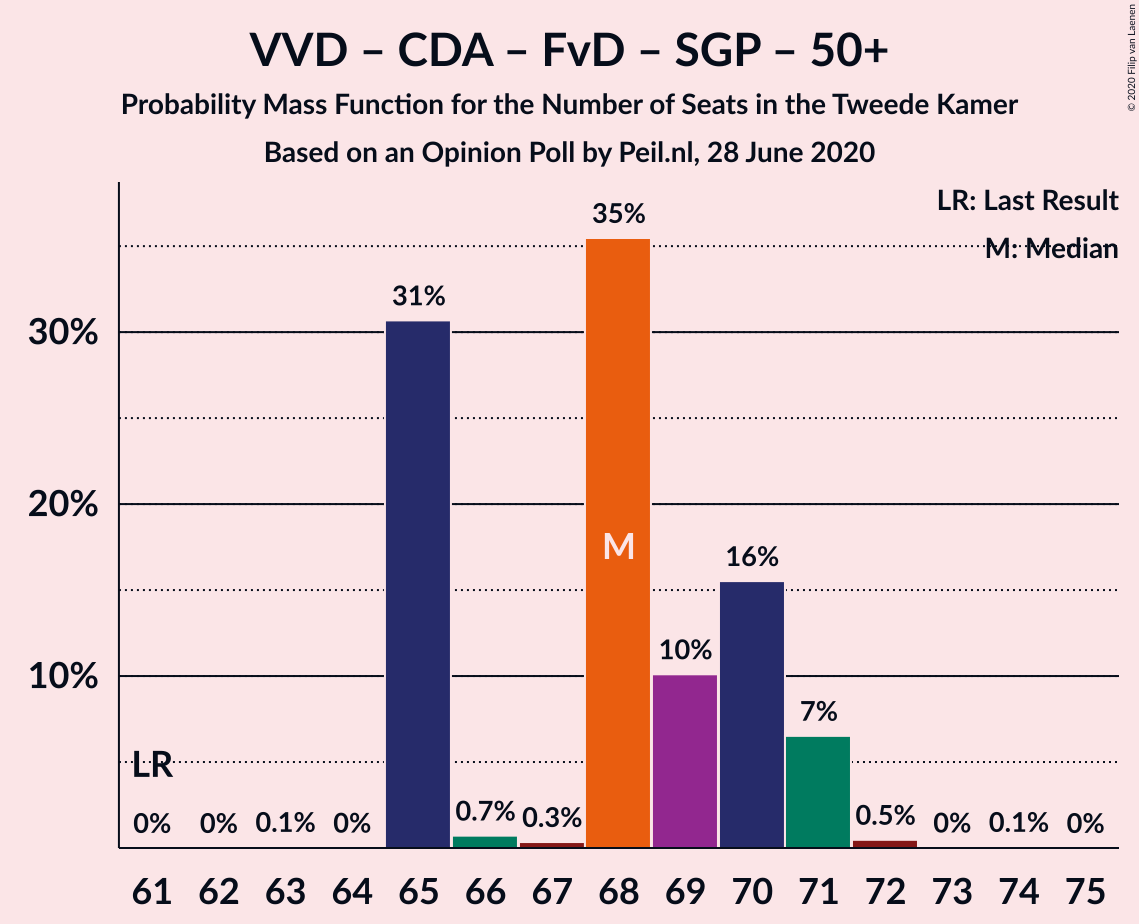 VVD – CDA – FvD – SGP – 50+
Probability Mass Function for the Number of Seats in the Tweede Kamer
Based on an Opinion Poll by Peil.nl, 28 June 2020
© 2020 Filip van Laenen
LR: Last Result
M: Median
35%
31%
30%
20%
M
16%
10%
10%
7%
LR
0% 0% 0.1% 0% 0.7% 0.3% 0.5% 0% 0.1% 0%
61 62 63 64 65 66 67 68 69 70 71 72 73 74 75